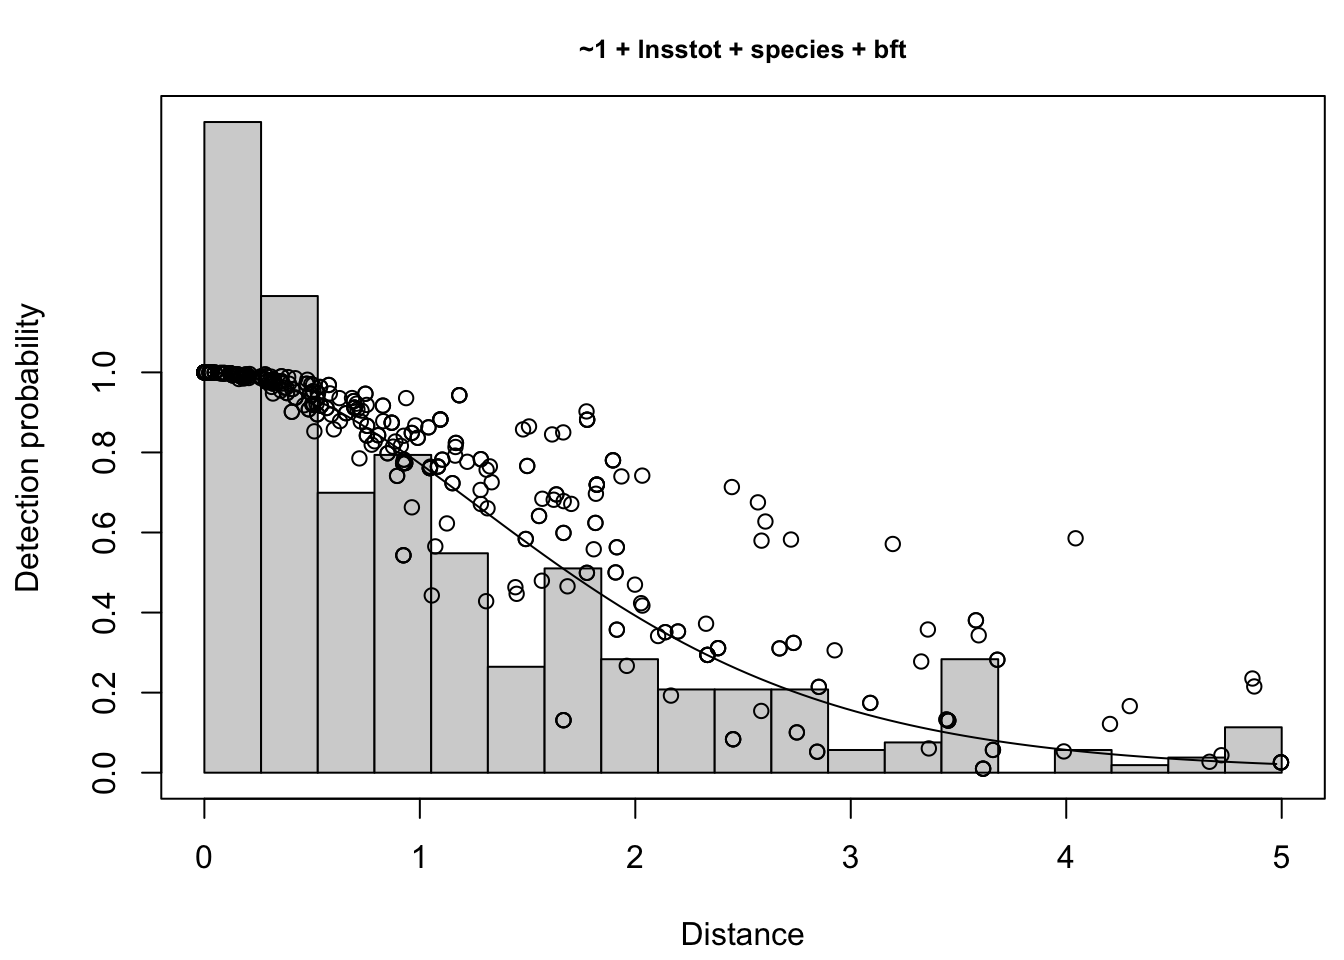 ~1 + lnsstot + species + bft
Detection probability
1.0
0.8
0.6
0.4
0.2
0.0
0 1 2 3 4 5
Distance